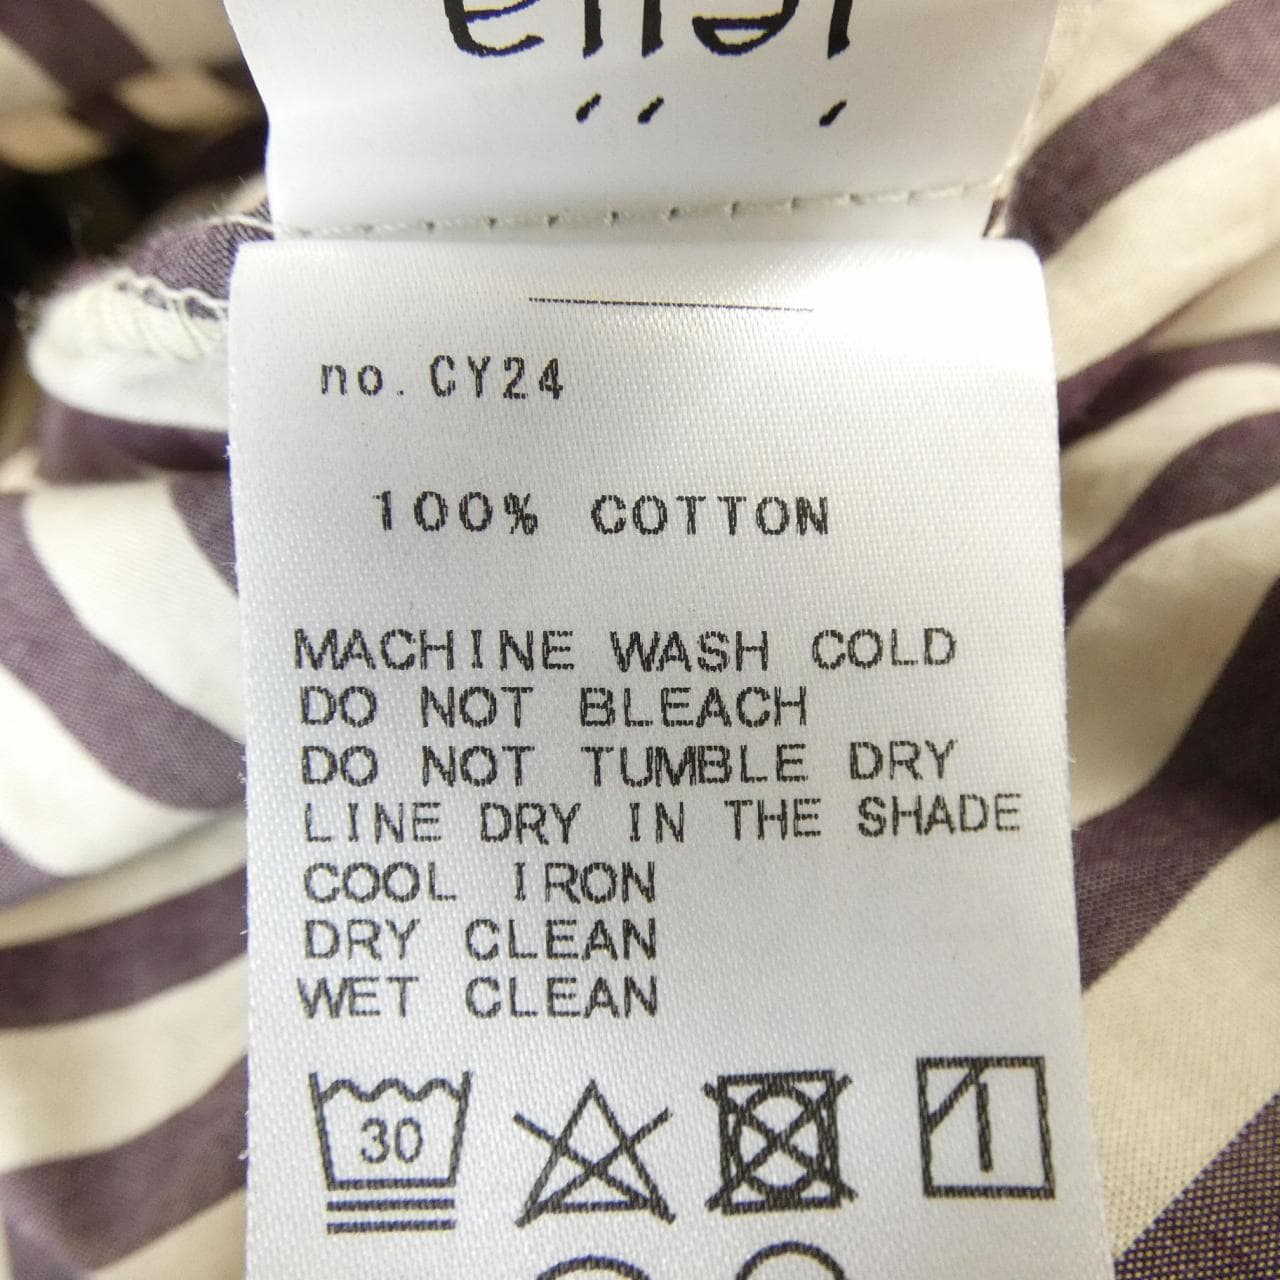 no. CY24
100% COTTON
MACHINE WASH COLD
DO NOT BLEACH
DO NOT TUMBLE DRY
LINE DRY IN THE SHADE
COOL IRON
DRY CLEAN
WET CLEAN
30